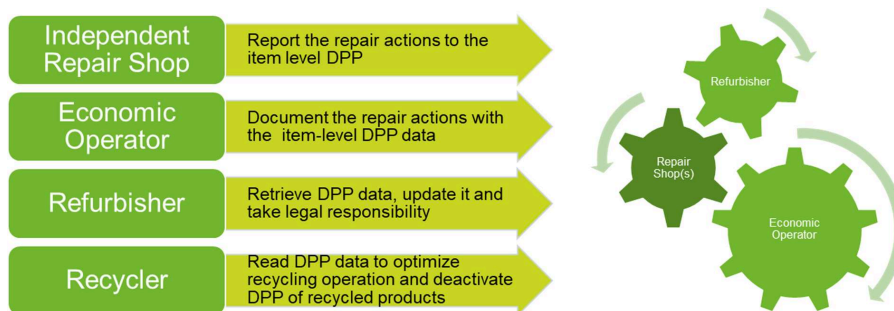 Independent
Repair Shop
Report the repair actions to the
item level DPP
Economic
Operator
Document the repair actions with
the item-level DPP data
Refurbisher
Retrieve DPP data, update it and
take legal responsibility
Recycler
Read DPP data to optimize
recycling operation and deactivate
DPP of recycled products
Refurbisher
Repair
Shop(s)
Economic
Operator